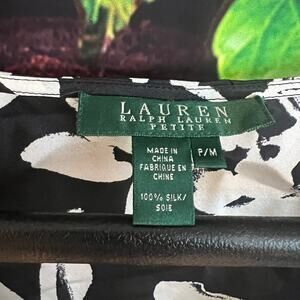 LAUREN
RALPH LAUREN
PETITE
MADE IN
CHINA
FABRIQUE EN
CHINE
P/M
100% SILK/
SOIE